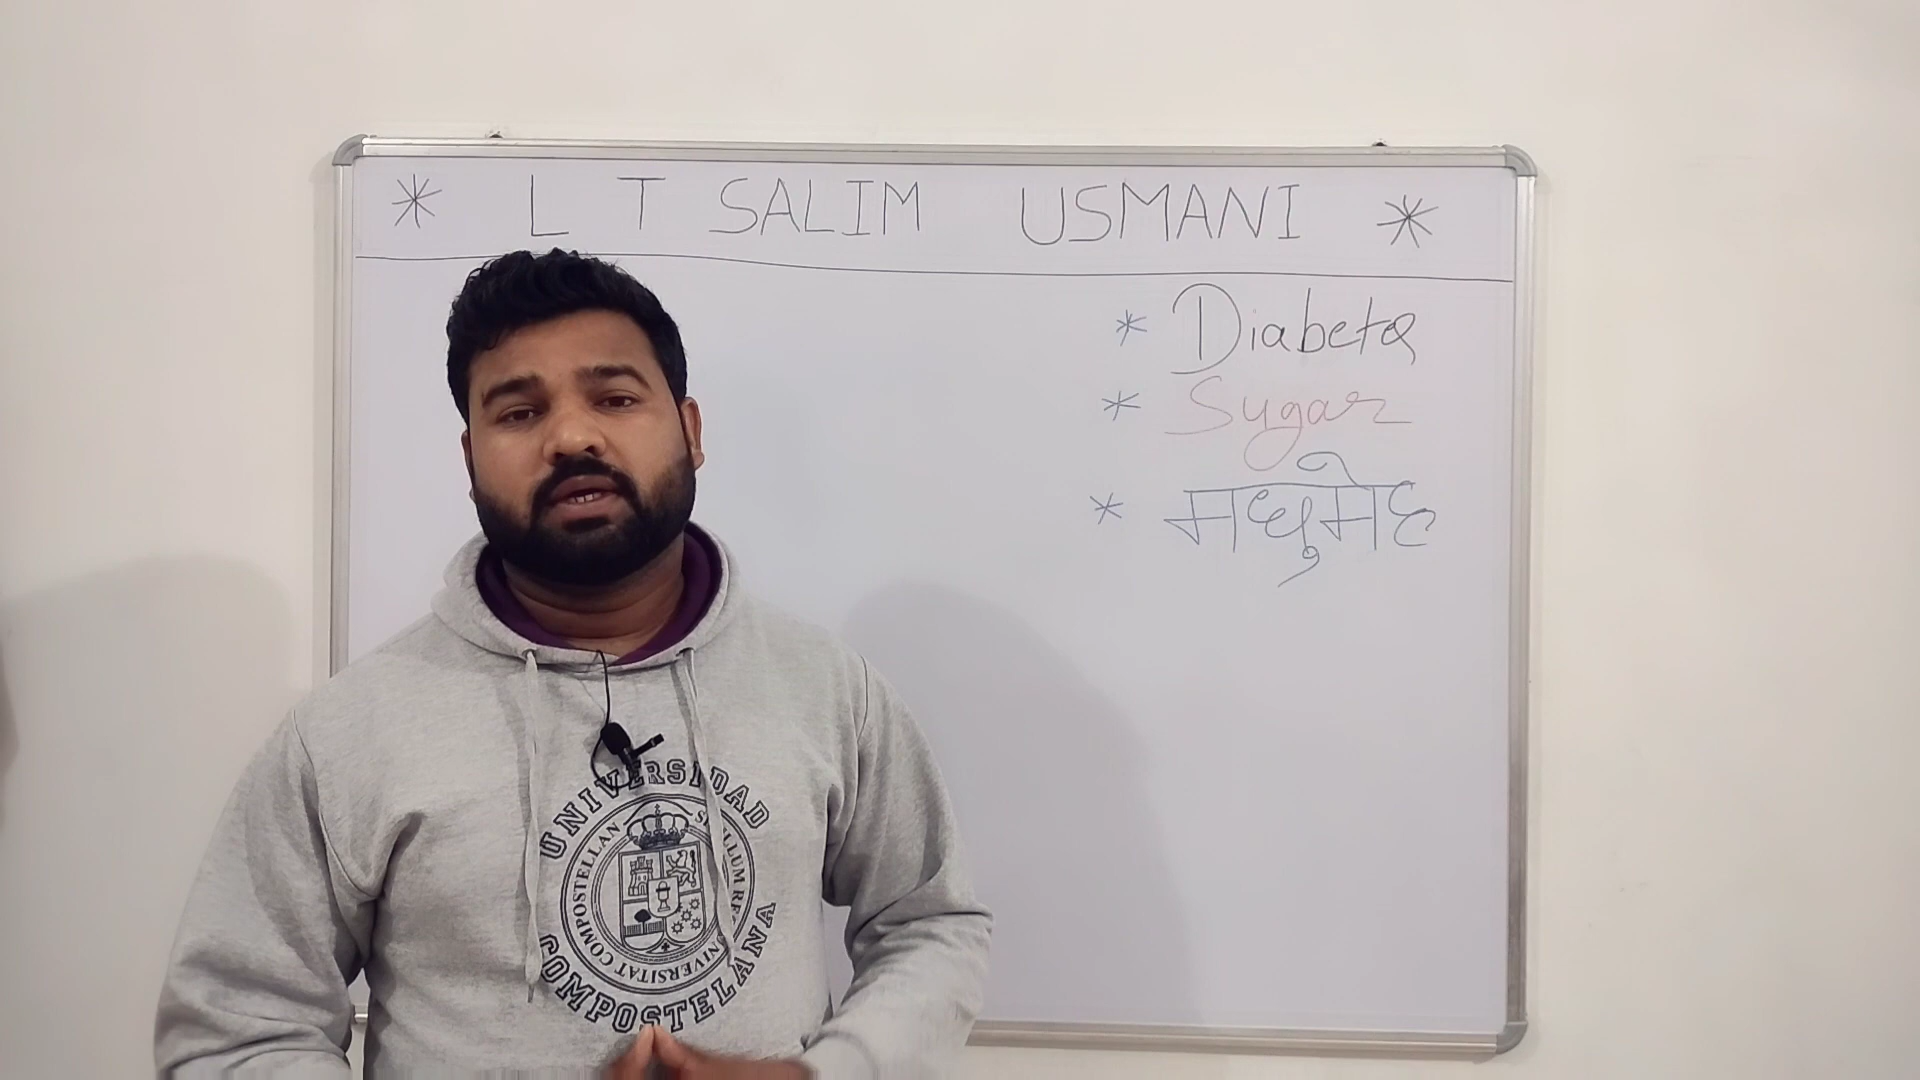 * L T SALIM USMANI *
* Diabetes
* Sugar
* मधुमेह
UNIVERSIDAD
COMPOSTELANA